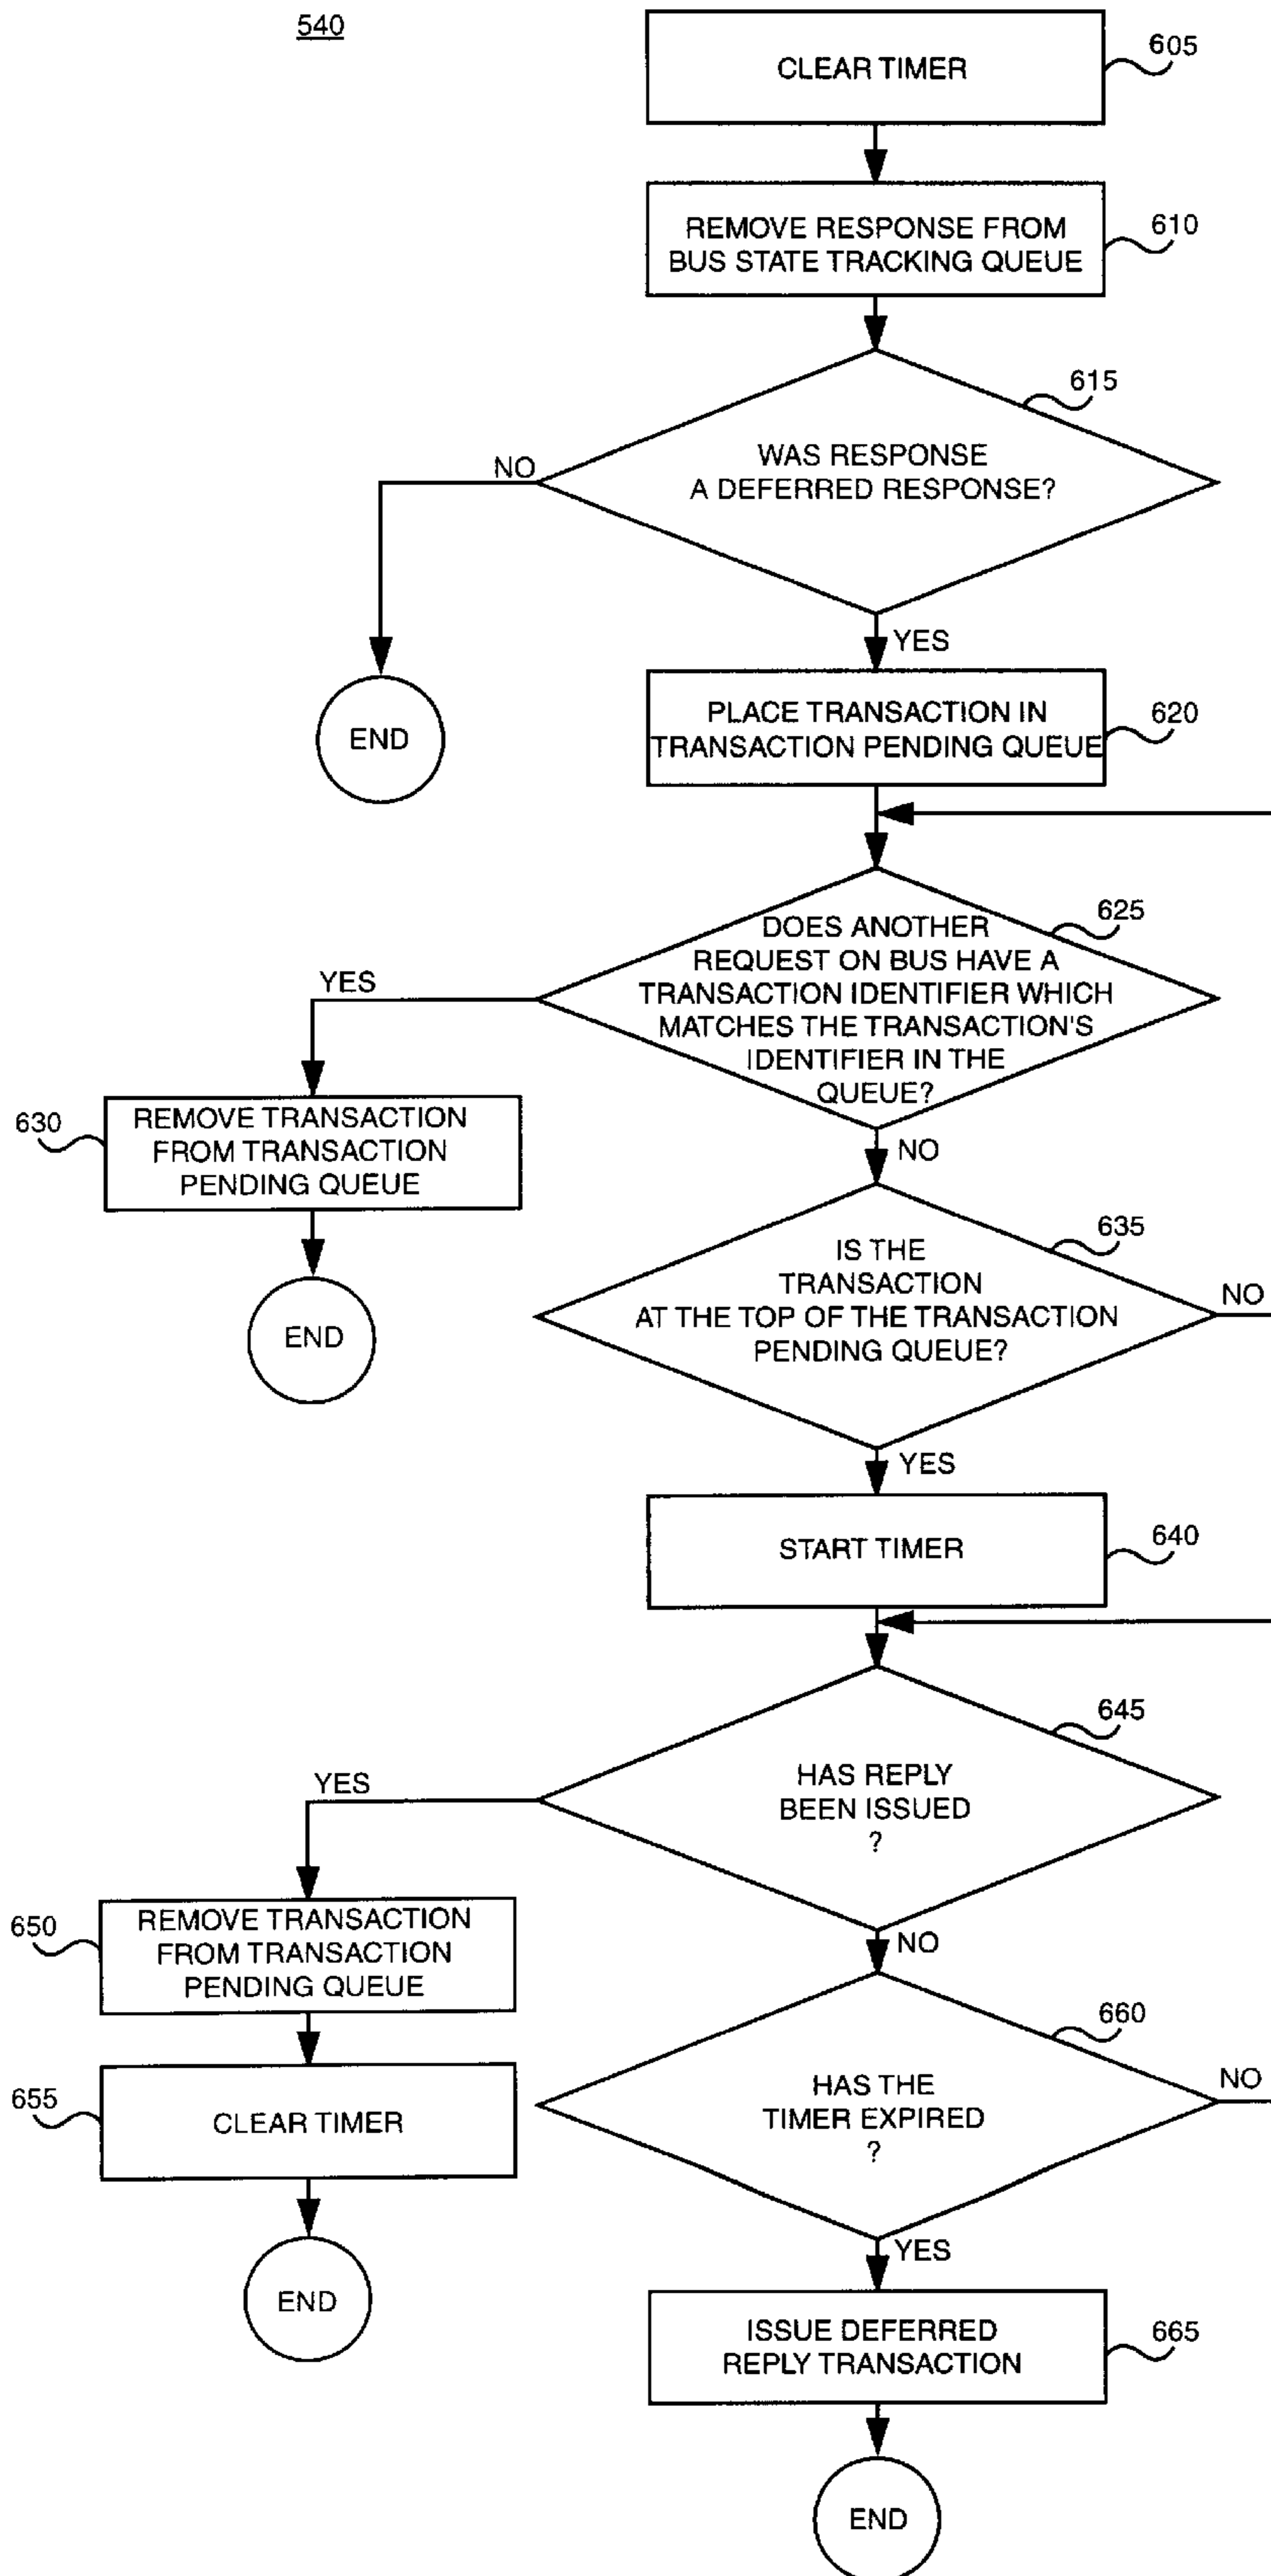 540
CLEAR TIMER
605
REMOVE RESPONSE FROM
BUS STATE TRACKING QUEUE
610
WAS RESPONSE
A DEFERRED RESPONSE?
615
NO
END
YES
PLACE TRANSACTION IN
TRANSACTION PENDING QUEUE
620
DOES ANOTHER
REQUEST ON BUS HAVE A
TRANSACTION IDENTIFIER WHICH
MATCHES THE TRANSACTION'S
IDENTIFIER IN THE
QUEUE?
625
YES
630
REMOVE TRANSACTION
FROM TRANSACTION
PENDING QUEUE
END
NO
IS THE
TRANSACTION
AT THE TOP OF THE TRANSACTION
PENDING QUEUE?
635
NO
YES
START TIMER
640
HAS REPLY
BEEN ISSUED
?
645
YES
650
REMOVE TRANSACTION
FROM TRANSACTION
PENDING QUEUE
655
CLEAR TIMER
END
NO
HAS THE
TIMER EXPIRED
?
660
NO
YES
ISSUE DEFERRED
REPLY TRANSACTION
665
END